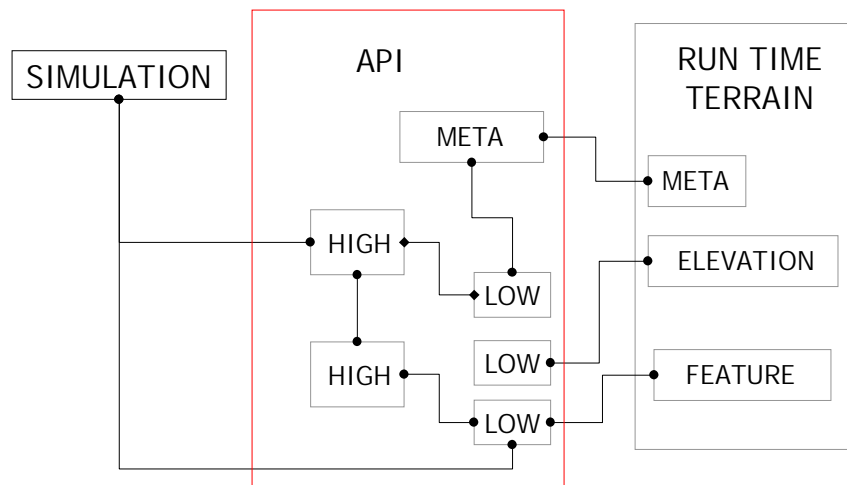 SIMULATION
API
RUN TIME
TERRAIN
META
META
HIGH
ELEVATION
LOW
LOW
HIGH
FEATURE
LOW